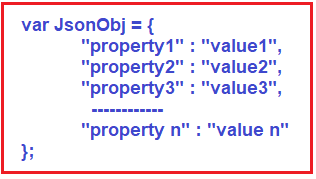 var JsonObj = {
"property1" : "value1",
"property2" : "value2",
"property3" : "value3",
------------
"property n" : "value n"
};